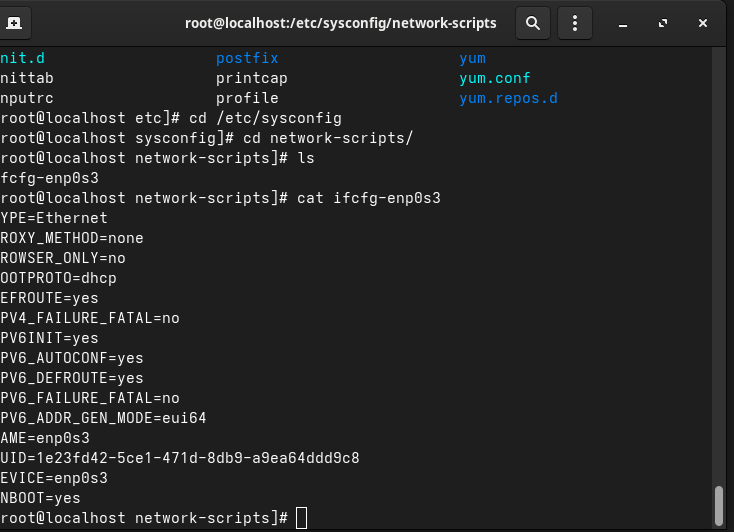 root@localhost:/etc/sysconfig/network-scripts
nit.d postfix yum
nittab printcap yum.conf
nputrc profile yum.repos.d
root@localhost etc]# cd /etc/sysconfig
root@localhost sysconfig]# cd network-scripts/
root@localhost network-scripts]# ls
fcfg-enp0s3
root@localhost network-scripts]# cat ifcfg-enp0s3
YPE=Ethernet
ROXY_METHOD=none
ROWSER_ONLY=no
OOTPROTO=dhcp
EFROUTE=yes
PV4_FAILURE_FATAL=no
PV6INIT=yes
PV6_AUTOCONF=yes
PV6_DEFROUTE=yes
PV6_FAILURE_FATAL=no
PV6_ADDR_GEN_MODE=eui64
AME=enp0s3
UID=1e23fd42-5ce1-471d-8db9-a9ea64ddd9c8
EVICE=enp0s3
NBOOT=yes
root@localhost network-scripts]#